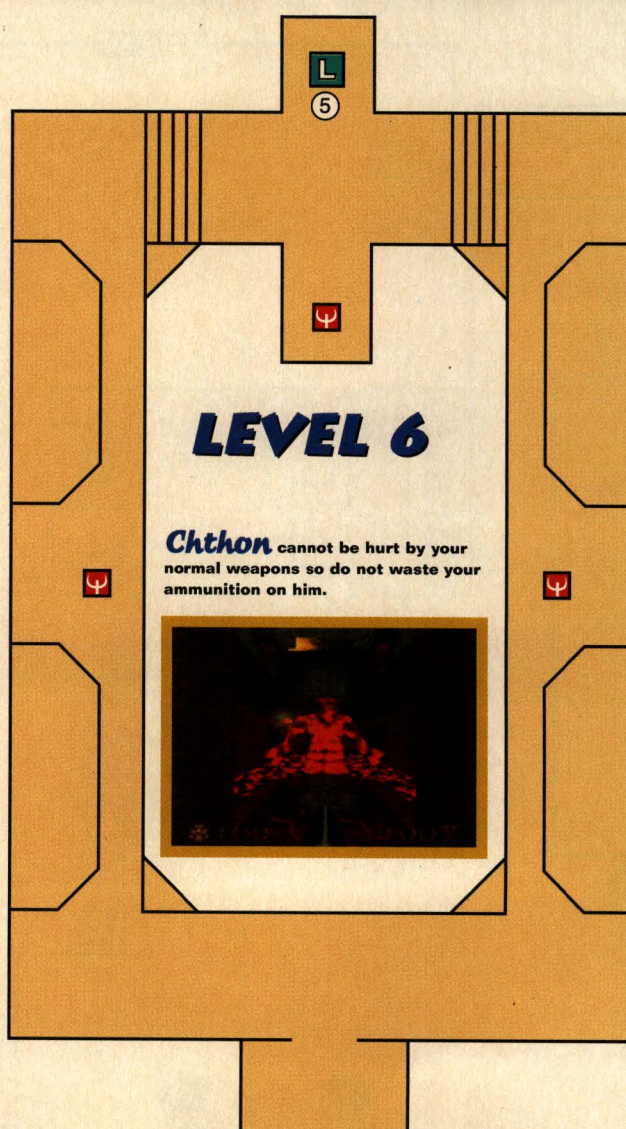 L
5
LEVEL 6
Chthon cannot be hurt by your
normal weapons so do not waste your
ammunition on him.